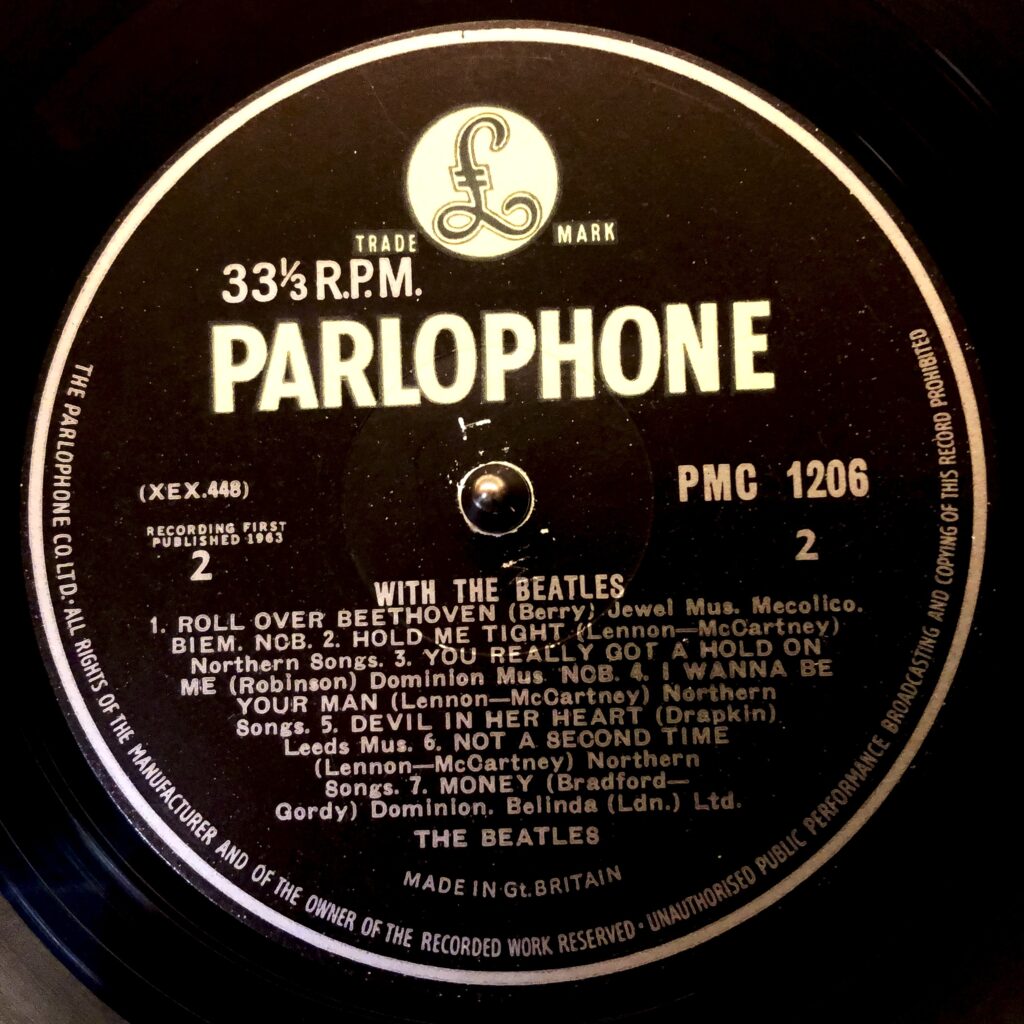 £
TRADE MARK
33⅓ R.P.M.
PARLOPHONE
(XEX.448)
PMC 1206
RECORDING FIRST
PUBLISHED 1963
2
2
WITH THE BEATLES
1. ROLL OVER BEETHOVEN (Berry) Jewel Mus. Mecolico.
BIEM. NCB. 2. HOLD ME TIGHT (Lennon—McCartney)
Northern Songs. 3. YOU REALLY GOT A HOLD ON
ME (Robinson) Dominion Mus. NCB. 4. I WANNA BE
YOUR MAN (Lennon—McCartney) Northern
Songs. 5. DEVIL IN HER HEART (Drapkin)
Leeds Mus. 6. NOT A SECOND TIME
(Lennon—McCartney) Northern
Songs. 7. MONEY (Bradford—
Gordy) Dominion. Belinda (Ldn.) Ltd.
THE BEATLES
MADE IN Gt. BRITAIN
THE PARLOPHONE CO. LTD. · ALL RIGHTS OF THE MANUFACTURER AND OF THE OWNER OF THE RECORDED WORK RESERVED · UNAUTHORISED PUBLIC PERFORMANCE BROADCASTING AND COPYING OF THIS RECORD PROHIBITED